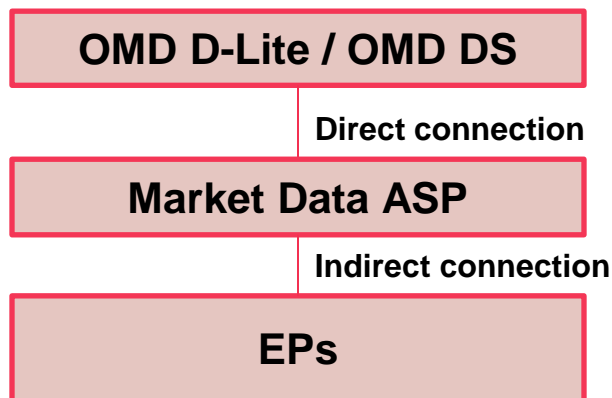 OMD D-Lite / OMD DS
Direct connection
Market Data ASP
Indirect connection
EPs